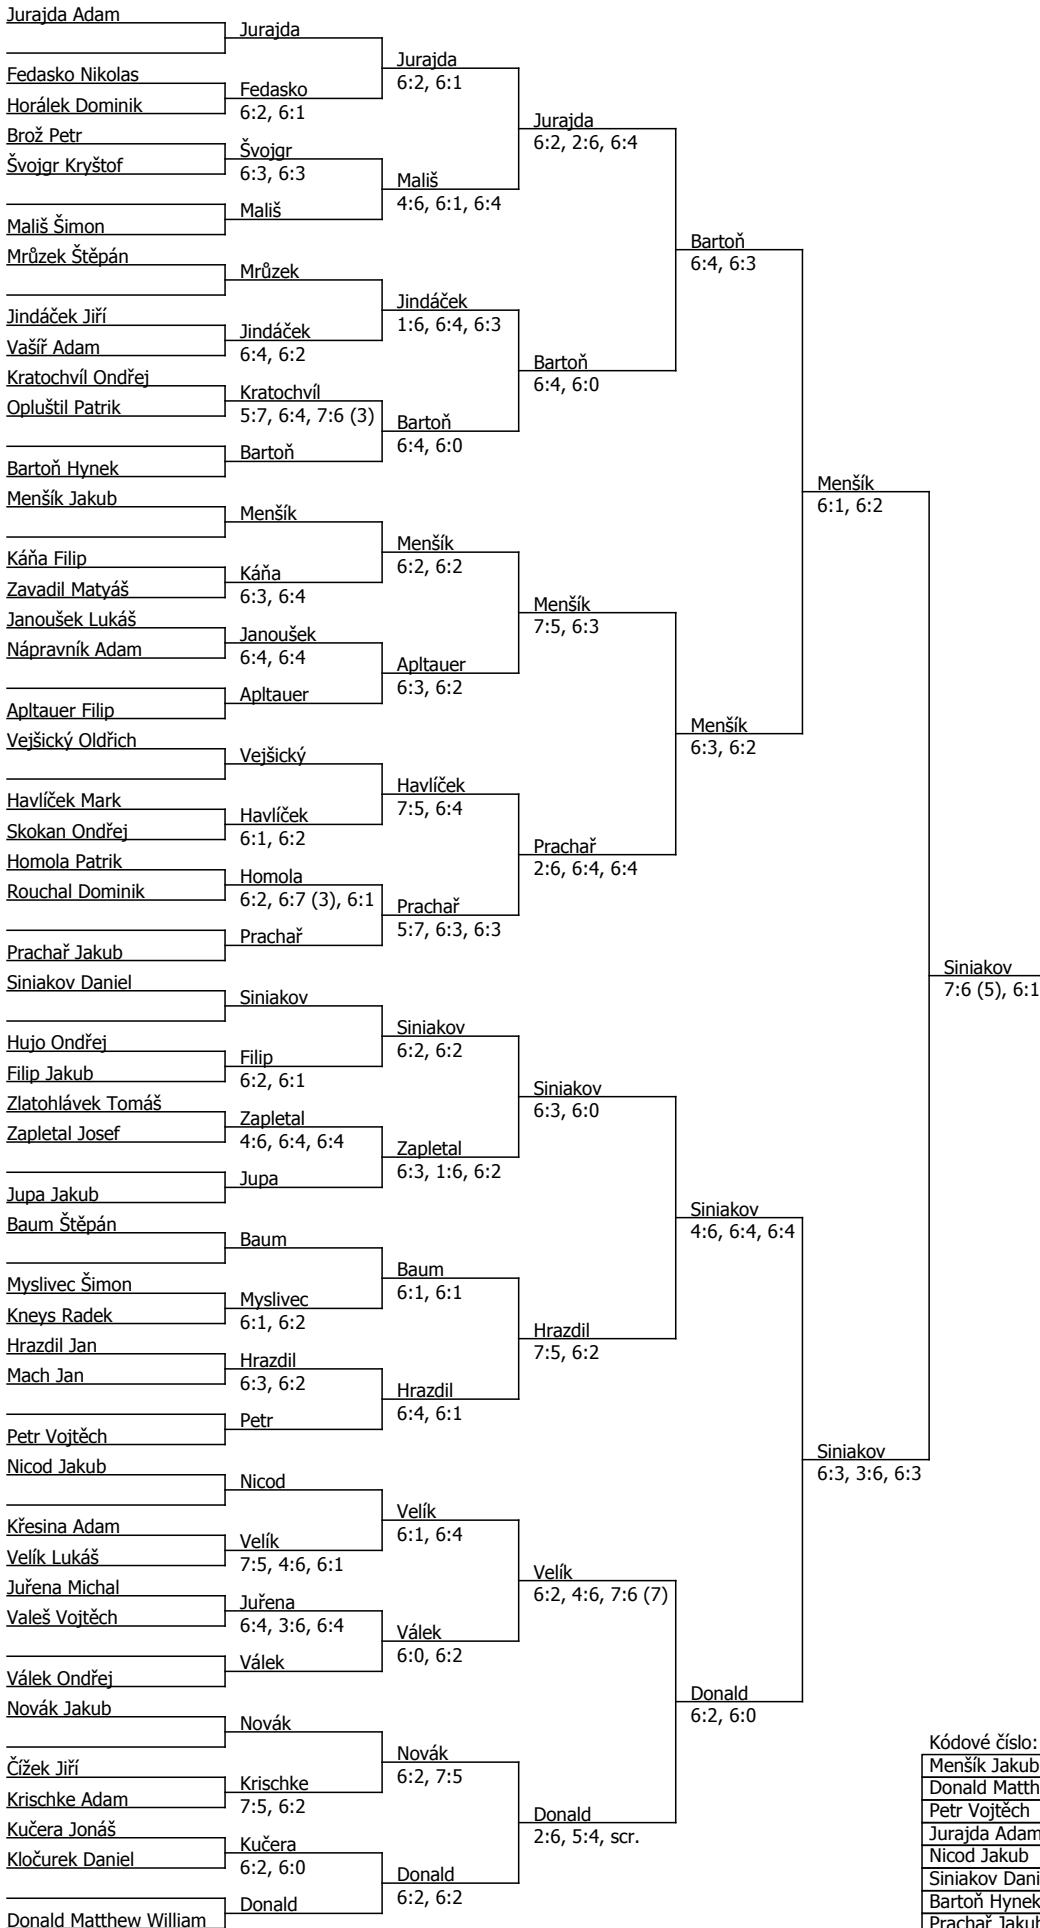 Jurajda Adam
Fedasko Nikolas
Horálek Dominik
Brož Petr
Švojgr Kryštof
Mališ Šimon
Mrůzek Štěpán
Jindáček Jiří
Vašíř Adam
Kratochvíl Ondřej
Opluštil Patrik
Bartoň Hynek
Menšík Jakub
Káňa Filip
Zavadil Matyáš
Janoušek Lukáš
Nápravník Adam
Apltauer Filip
Vejšický Oldřich
Havlíček Mark
Skokan Ondřej
Homola Patrik
Rouchal Dominik
Prachař Jakub
Siniakov Daniel
Hujo Ondřej
Filip Jakub
Zlatohlávek Tomáš
Zapletal Josef
Jupa Jakub
Baum Štěpán
Myslivec Šimon
Kneys Radek
Hrazdil Jan
Mach Jan
Petr Vojtěch
Nicod Jakub
Křesina Adam
Velík Lukáš
Juřena Michal
Valeš Vojtěch
Válek Ondřej
Novák Jakub
Čížek Jiří
Krischke Adam
Kučera Jonáš
Kločurek Daniel
Donald Matthew William
Jurajda
Fedasko
6:2, 6:1
Švojgr
6:3, 6:3
Mališ
Mrůzek
Jindáček
6:4, 6:2
Kratochvíl
5:7, 6:4, 7:6 (3)
Bartoň
Menšík
Káňa
6:3, 6:4
Janoušek
6:4, 6:4
Apltauer
Vejšický
Havlíček
6:1, 6:2
Homola
6:2, 6:7 (3), 6:1
Prachař
Siniakov
Filip
6:2, 6:1
Zapletal
4:6, 6:4, 6:4
Jupa
Baum
Myslivec
6:1, 6:2
Hrazdil
6:3, 6:2
Petr
Nicod
Velík
7:5, 4:6, 6:1
Juřena
6:4, 3:6, 6:4
Válek
Novák
Krischke
7:5, 6:2
Kučera
6:2, 6:0
Donald
Jurajda
6:2, 6:1
Mališ
4:6, 6:1, 6:4
Jindáček
1:6, 6:4, 6:3
Bartoň
6:4, 6:0
Menšík
6:2, 6:2
Apltauer
6:3, 6:2
Havlíček
7:5, 6:4
Prachař
5:7, 6:3, 6:3
Siniakov
6:2, 6:2
Zapletal
6:3, 1:6, 6:2
Baum
6:1, 6:1
Hrazdil
6:4, 6:1
Velík
6:1, 6:4
Válek
6:0, 6:2
Novák
6:2, 7:5
Donald
6:2, 6:2
Jurajda
6:2, 2:6, 6:4
Bartoň
6:4, 6:0
Menšík
7:5, 6:3
Prachař
2:6, 6:4, 6:4
Siniakov
6:3, 6:0
Hrazdil
7:5, 6:2
Velík
6:2, 4:6, 7:6 (7)
Donald
2:6, 5:4, scr.
Bartoň
6:4, 6:3
Menšík
6:3, 6:2
Siniakov
4:6, 6:4, 6:4
Donald
6:2, 6:0
Menšík
6:1, 6:2
Siniakov
6:3, 3:6, 6:3
Siniakov
7:6 (5), 6:1
Kódové číslo:
Menšík Jakub
Donald Matth
Petr Vojtěch
Jurajda Adam
Nicod Jakub
Siniakov Dani
Bartoň Hynek
Prachař Jakub